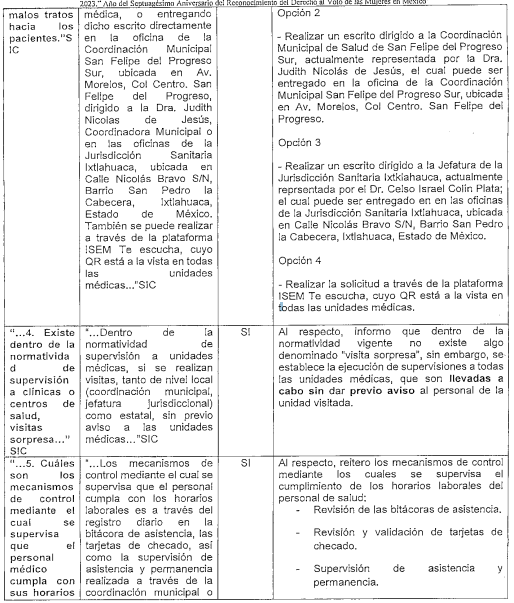 2023. "Año del Septuagésimo Aniversario del Reconocimiento del Derecho al Voto de las Mujeres en México
malos tratos
hacia los
pacientes."S
IC
médica, o entregando
dicho escrito directamente
en la oficina de la
Coordinación Municipal
San Felipe del Progreso
Sur, ubicada en Av.
Morelos, Col Centro. San
Felipe del Progreso,
dirigido a la Dra. Judith
Nicolas de Jesús,
Coordinadora Municipal o
en las oficinas de la
Jurisdicción Sanitaria
Ixtlahuaca, ubicada en
Calle Nicolás Bravo S/N,
Barrio San Pedro la
Cabecera, Ixtlahuaca,
Estado de México.
También se puede realizar
a través de la plataforma
ISEM Te escucha, cuyo
QR está a la vista en todas
las unidades
médicas..."SIC
Opción 2
- Realizar un escrito dirigido a la Coordinación
Municipal de Salud de San Felipe del Progreso
Sur, actualmente representada por la Dra.
Judith Nicolás de Jesús, el cual puede ser
entregado en la oficina de la Coordinación
Municipal San Felipe del Progreso Sur, ubicada
en Av. Morelos, Col Centro. San Felipe del
Progreso.
Opción 3
- Realizar un escrito dirigido a la Jefatura de la
Jurisdicción Sanitaria Ixtklahuaca, actualmente
reprsentada por el Dr. Celso Israel Colin Plata;
el cual puede ser entregado en en las oficinas
de la Jurisdicción Sanitaria Ixtlahuaca, ubicada
en Calle Nicolás Bravo S/N, Barrio San Pedro
la Cabecera, Ixtlahuaca, Estado de México.
Opción 4
- Realizar la solicitud a través de la plataforma
ISEM Te escucha, cuyo QR está a la vista en
todas las unidades médicas.
"...4. Existe
dentro de la
normativida
d de
supervisión
a clínicas o
centros de
salud,
visitas
sorpresa..."
SIC
"...Dentro de la
normatividad de
supervisión a unidades
médicas, si se realizan
visitas, tanto de nivel local
(coordinación municipal,
jefatura jurisdiccional)
como estatal, sin previo
aviso a las unidades
médicas..."SIC
SI
Al respecto, informo que dentro de la
normatividad vigente no existe algo
denominado "visita sorpresa", sin embargo, se
establece la ejecución de supervisiones a todas
las unidades médicas, que son llevadas a
cabo sin dar previo aviso al personal de la
unidad visitada.
"...5. Cuáles
son los
mecanismos
de control
mediante el
cual se
supervisa
que el
personal
médico
cumpla con
sus horarios
"...Los mecanismos de
control mediante el cual se
supervisa que el personal
cumpla con los horarios
laborales es a través del
registro diario en la
bitácora de asistencia, las
tarjetas de checado, así
como la supervisión de
asistencia y permanencia
realizada a través de la
coordinación municipal o
SI
Al respecto, reitero los mecanismos de control
mediante los cuales se supervisa el
cumplimiento de los horarios laborales del
personal de salud:
- Revisión de las bitácoras de asistencia.
- Revisión y validación de tarjetas de
checado.
- Supervisión de asistencia y
permanencia.